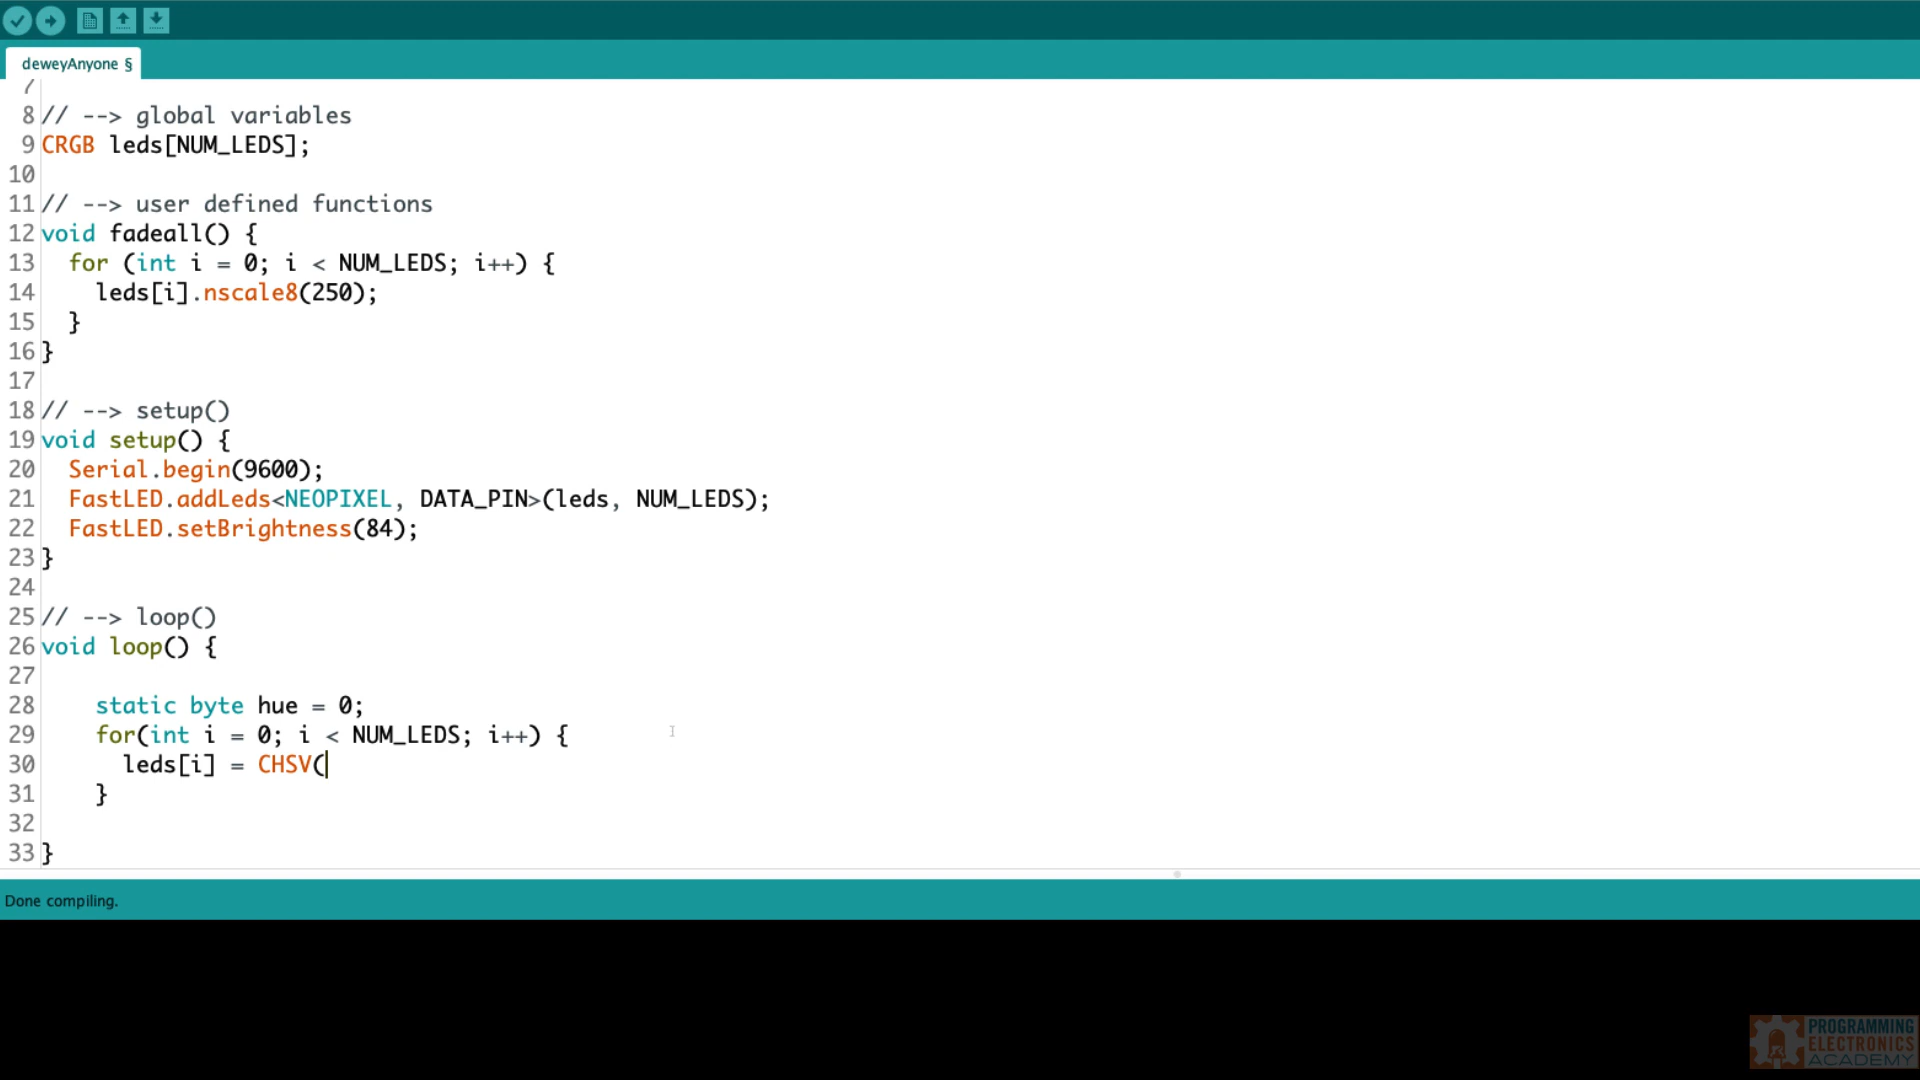 deweyAnyone §
7
8 // --> global variables
9 CRGB leds[NUM_LEDS];
10
11 // --> user defined functions
12 void fadeall() {
13 for (int i = 0; i < NUM_LEDS; i++) {
14 leds[i].nscale8(250);
15 }
16 }
17
18 // --> setup()
19 void setup() {
20 Serial.begin(9600);
21 FastLED.addLeds<NEOPIXEL, DATA_PIN>(leds, NUM_LEDS);
22 FastLED.setBrightness(84);
23 }
24
25 // --> loop()
26 void loop() {
27
28 static byte hue = 0;
29 for(int i = 0; i < NUM_LEDS; i++) {
30 leds[i] = CHSV(
31 }
32
33 }
Done compiling.
PROGRAMMING
ELECTRONICS
ACADEMY